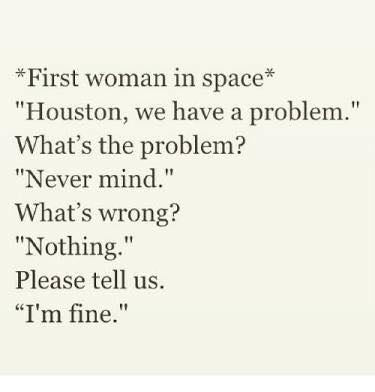 *First woman in space*
"Houston, we have a problem."
What’s the problem?
"Never mind."
What’s wrong?
"Nothing."
Please tell us.
“I'm fine."